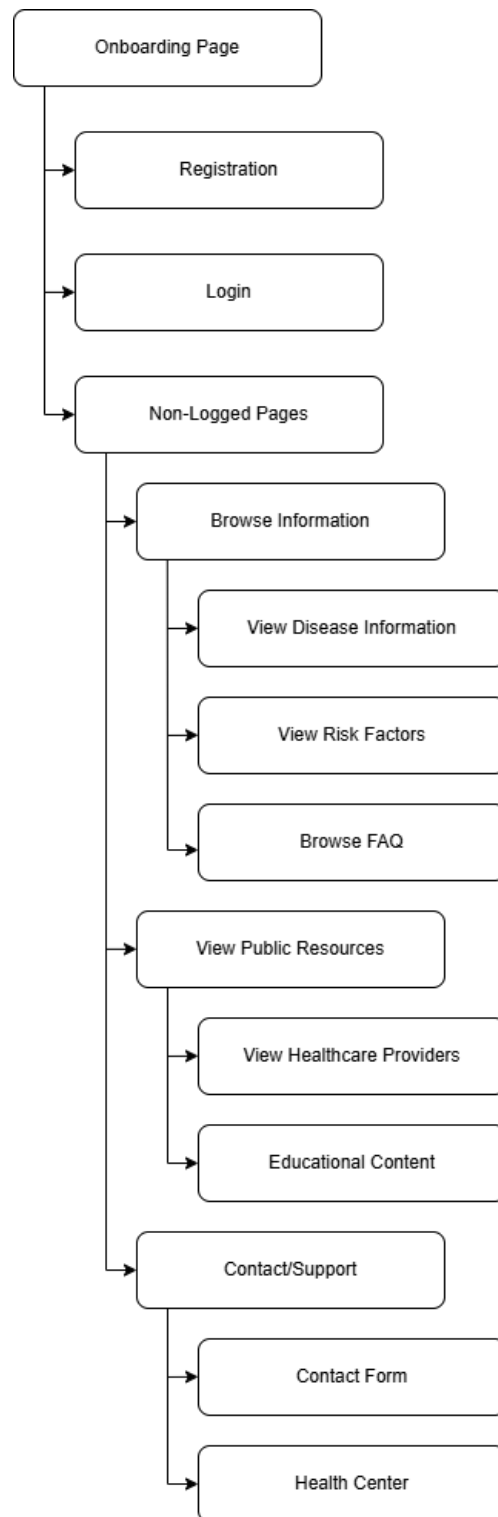 Onboarding Page
Registration
Login
Non-Logged Pages
Browse Information
View Disease Information
View Risk Factors
Browse FAQ
View Public Resources
View Healthcare Providers
Educational Content
Contact/Support
Contact Form
Health Center